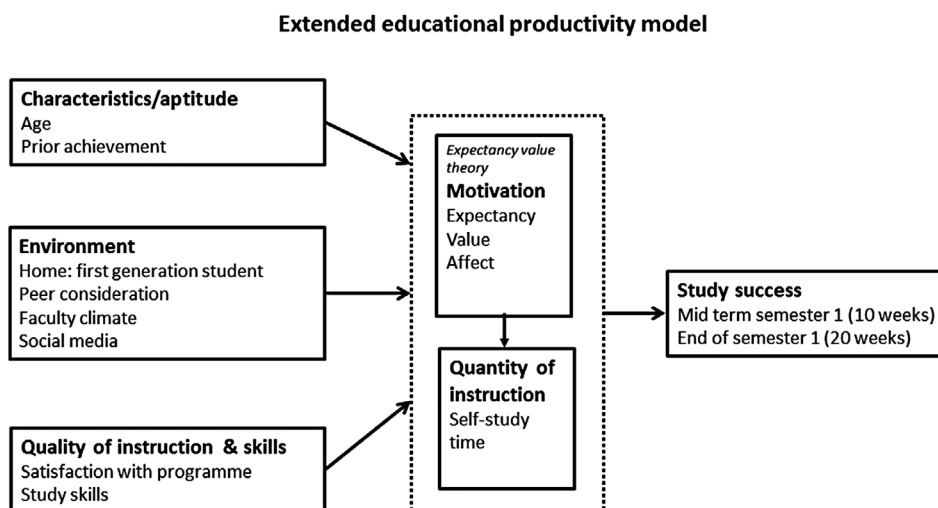 Extended educational productivity model
Characteristics/aptitude
Age
Prior achievement
Environment
Home: first generation student
Peer consideration
Faculty climate
Social media
Quality of instruction & skills
Satisfaction with programme
Study skills
Expectancy value
theory
Motivation
Expectancy
Value
Affect
Quantity of
instruction
Self-study
time
Study success
Mid term semester 1 (10 weeks)
End of semester 1 (20 weeks)